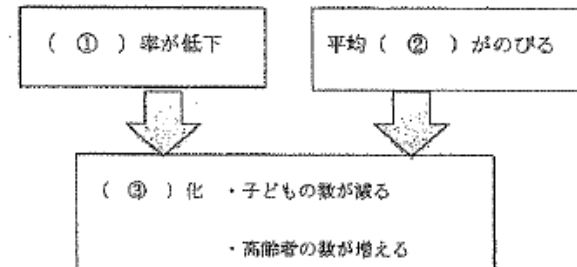 ( ① ) 率が低下
平均 ( ② ) がのびる
( ③ ) 化 ・子どもの数が減る
・高齢者の数が増える